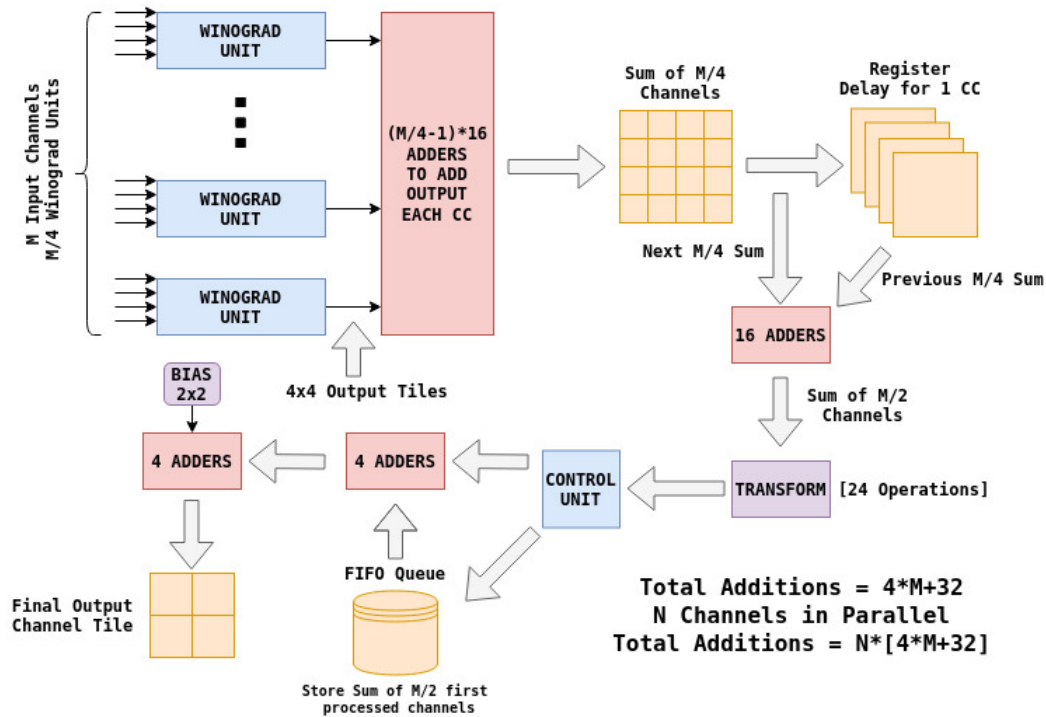 M Input Channels
M/4 Winograd Units
WINOGRAD
UNIT
WINOGRAD
UNIT
WINOGRAD
UNIT
(M/4-1)*16
ADDERS
TO ADD
OUTPUT
EACH CC
4x4 Output Tiles
Sum of M/4
Channels
Register
Delay for 1 CC
Next M/4 Sum
Previous M/4 Sum
16 ADDERS
Sum of M/2
Channels
TRANSFORM
[24 Operations]
CONTROL
UNIT
4 ADDERS
FIFO Queue
Store Sum of M/2 first
processed channels
BIAS
2x2
4 ADDERS
Final Output
Channel Tile
Total Additions = 4*M+32
N Channels in Parallel
Total Additions = N*[4*M+32]